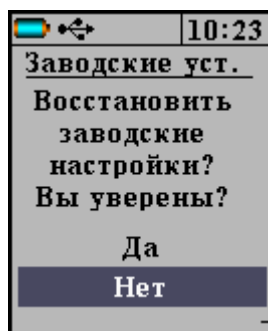 10:23
Заводские уст.
Восстановить
заводские
настройки?
Вы уверены?
Да
Нет